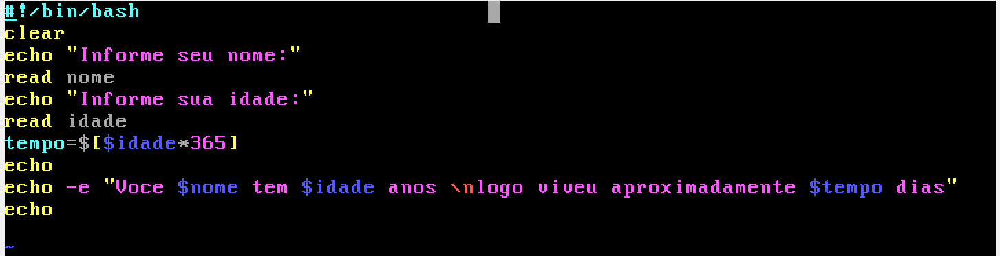 #!/bin/bash
clear
echo "Informe seu nome:"
read nome
echo "Informe sua idade:"
read idade
tempo=$[$idade*365]
echo
echo -e "Voce $nome tem $idade anos \nlogo viveu aproximadamente $tempo dias"
echo
~